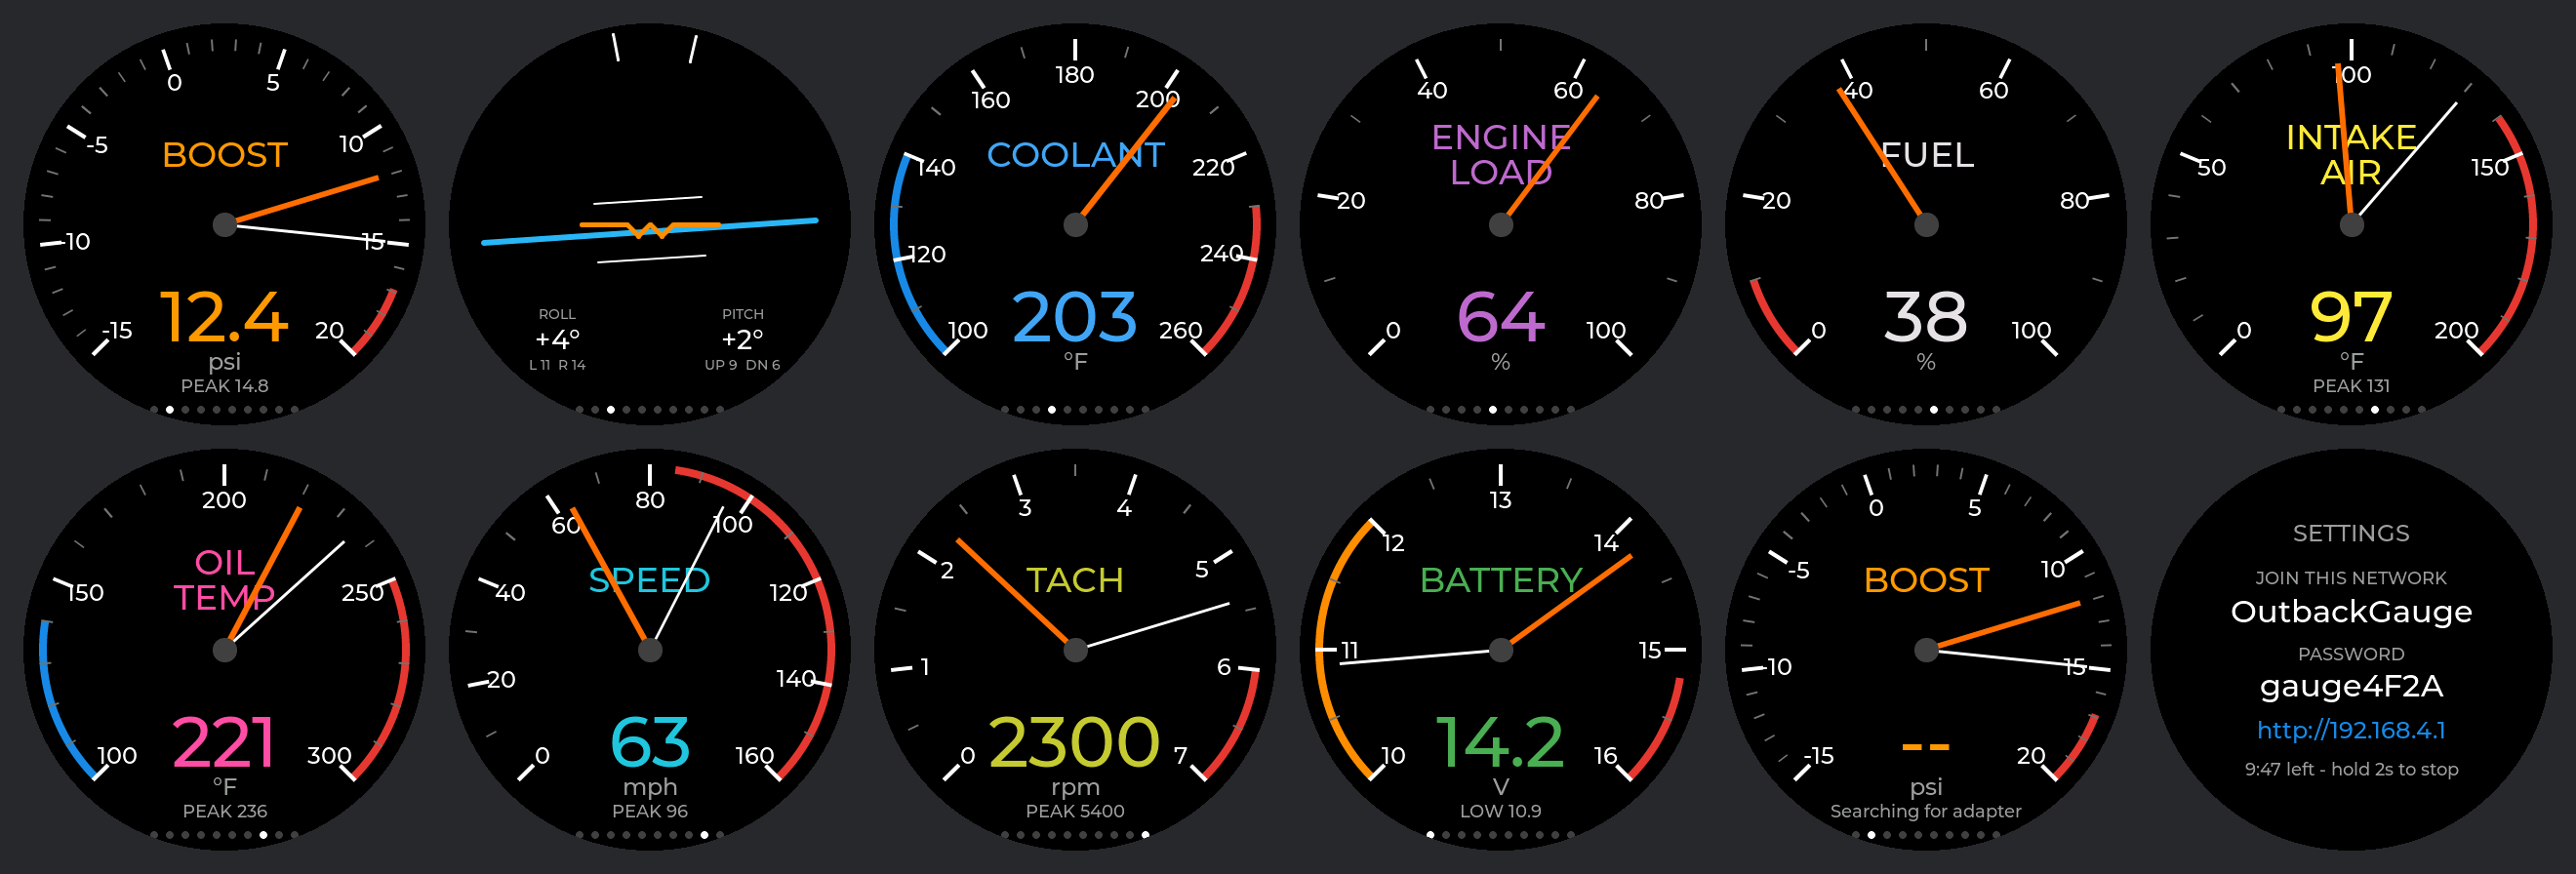 0 5
-5 10
BOOST
-10 15
12.4
-15 20
psi
PEAK 14.8
ROLL PITCH
+4° +2°
L 11 R 14 UP 9 DN 6
180
160 200
COOLANT
140 220
120 240
203
100 260
°F
40 60
ENGINE
LOAD
20 80
64
0 100
%
40 60
FUEL
20 80
38
0 100
%
100
INTAKE
50 150
AIR
97
0 200
°F
PEAK 131
200
OIL
150 250
TEMP
221
100 300
°F
PEAK 236
80
60 100
SPEED
40 120
20 140
63
0 160
mph
PEAK 96
3 4
2 5
TACH
1 6
2300
0 7
rpm
PEAK 5400
13
12 14
BATTERY
11 15
14.2
10 16
V
LOW 10.9
0 5
-5 10
BOOST
-10 15
--
-15 20
psi
Searching for adapter
SETTINGS
JOIN THIS NETWORK
OutbackGauge
PASSWORD
gauge4F2A
http://192.168.4.1
9:47 left - hold 2s to stop